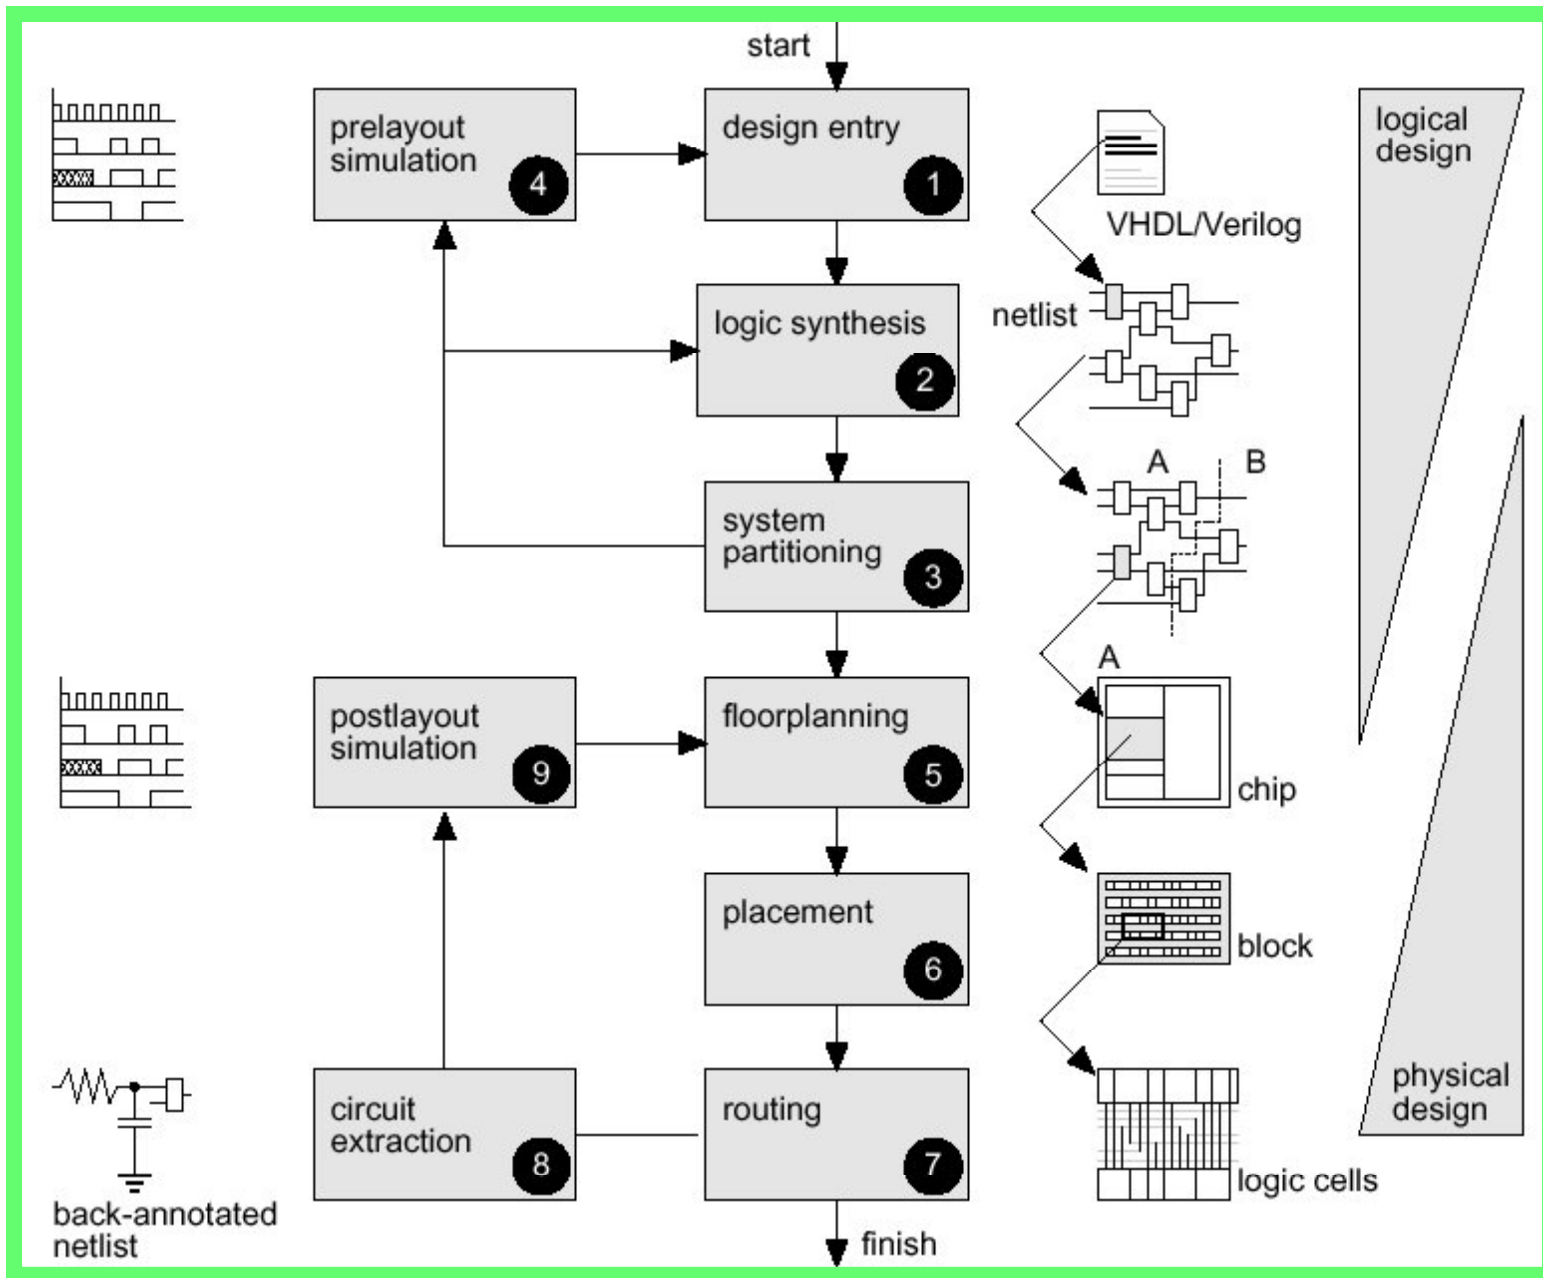 start
prelayout
simulation
4
design entry
1
VHDL/Verilog
logical
design
logic synthesis
2
netlist
system
partitioning
3
A
B
postlayout
simulation
9
floorplanning
5
A
chip
placement
6
block
circuit
extraction
8
routing
7
logic cells
physical
design
back-annotated
netlist
finish